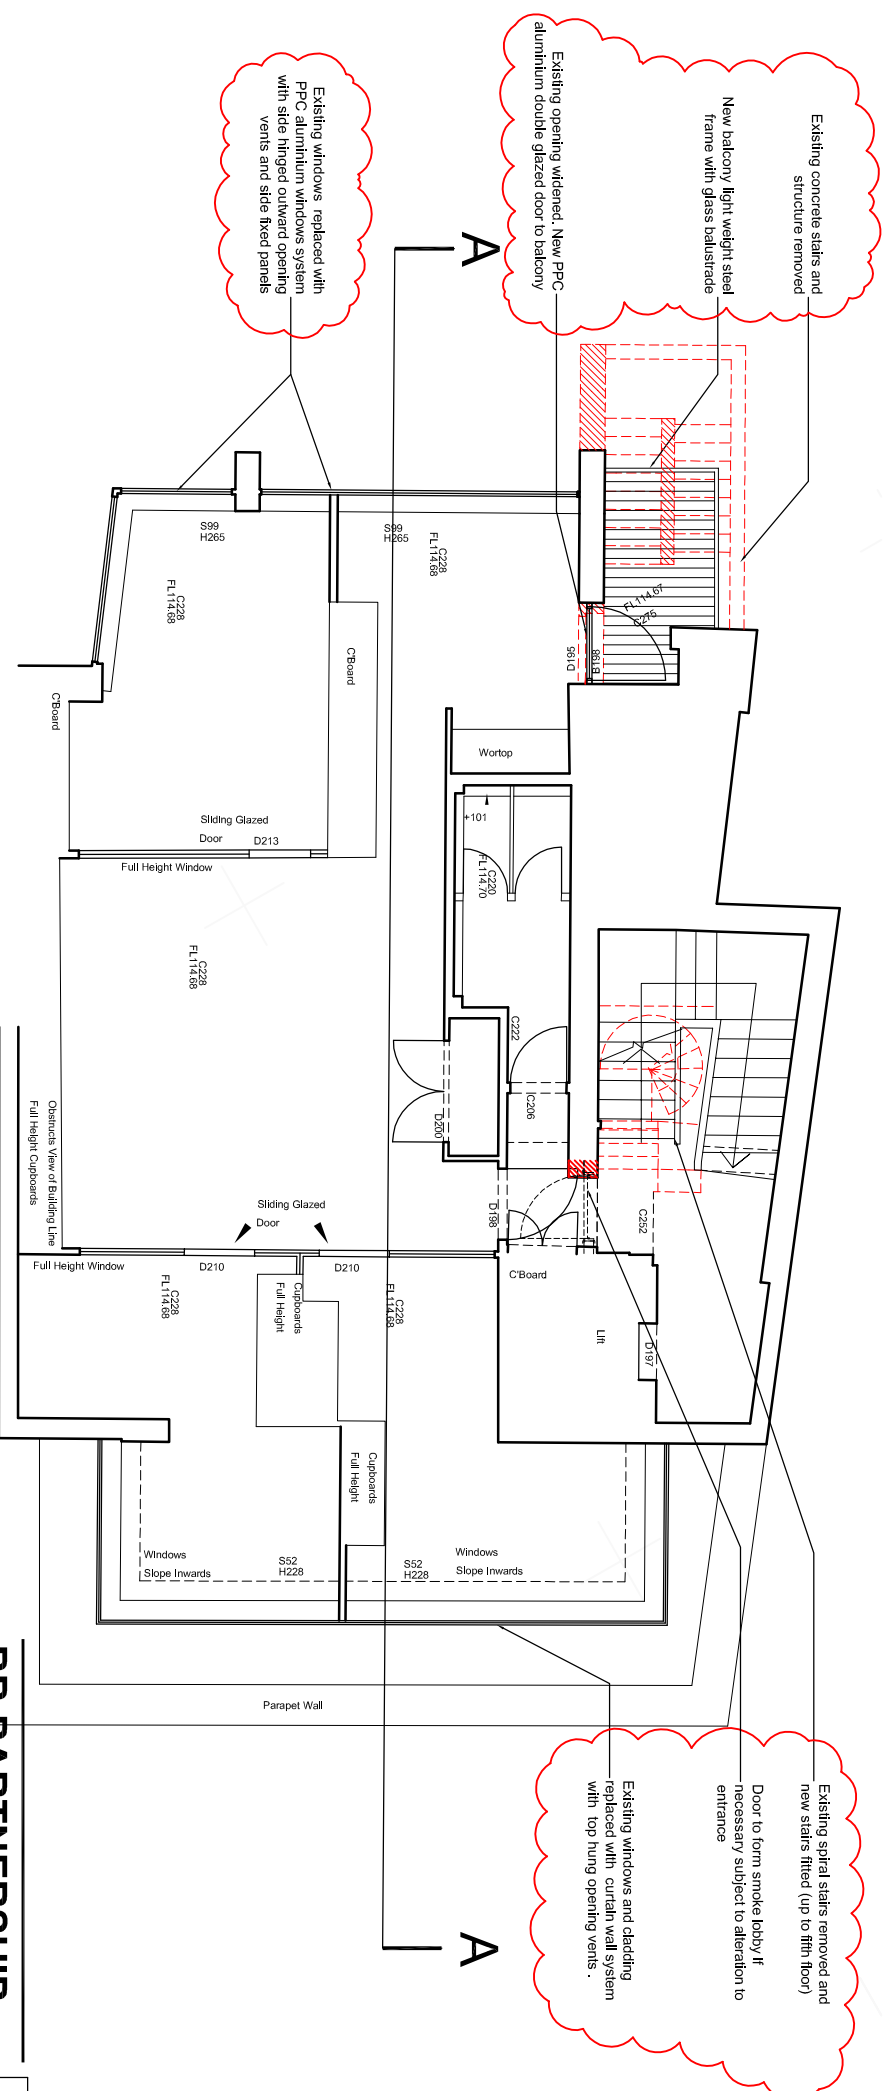 Existing concrete stairs and
structure removed
New balcony light weight steel
frame with glass balustrade
Existing opening widened. New PPC
aluminium double glazed door to balcony
Existing windows replaced with
PPC aluminium windows system
with side hinged outward opening
vents and side fixed panels
A
S99
H265
S99
H265
C228
FL114.68
C228
FL114.68
FL114.67
C275
B198
D195
C'Board
C'Board
Wortop
+101
C220
FL114.70
Sliding Glazed
Door
D213
Full Height Window
C228
FL114.68
C222
C206
D200
D198
C252
Obstructs View of Building Line
Full Height Cupboards
Sliding Glazed
Door
Full Height Window
D210
D210
C'Board
Lift
D197
C228
FL114.68
C228
FL114.68
Cupboards
Full Height
Cupboards
Full Height
Windows
Slope Inwards
S52
H228
S52
H228
Windows
Slope Inwards
Parapet Wall
Existing spiral stairs removed and
new stairs fitted (up to fifth floor)
Door to form smoke lobby if
necessary subject to alteration to
entrance
Existing windows and cladding
replaced with curtain wall system
with top hung opening vents .
A
PARTNERSHIP